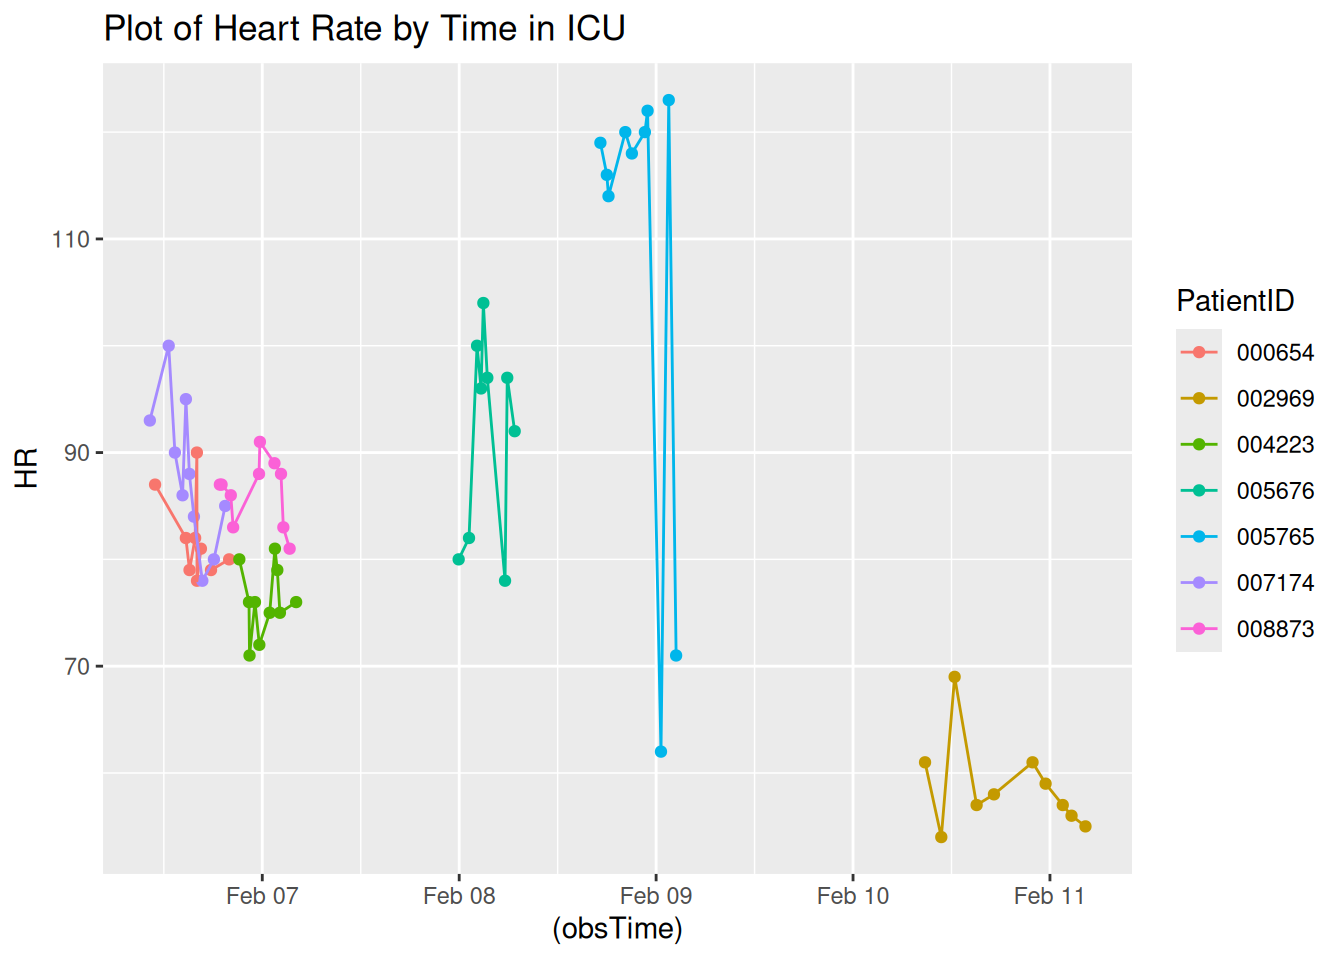 Plot of Heart Rate by Time in ICU
HR
110
90
70
Feb 07
Feb 08
Feb 09
Feb 10
Feb 11
(obsTime)
PatientID
000654
002969
004223
005676
005765
007174
008873